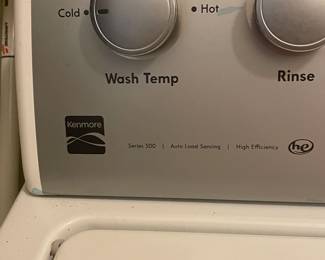 Cold • • Hot
Wash Temp Rinse
Kenmore
Series 500 | Auto Load Sensing | High Efficiency he